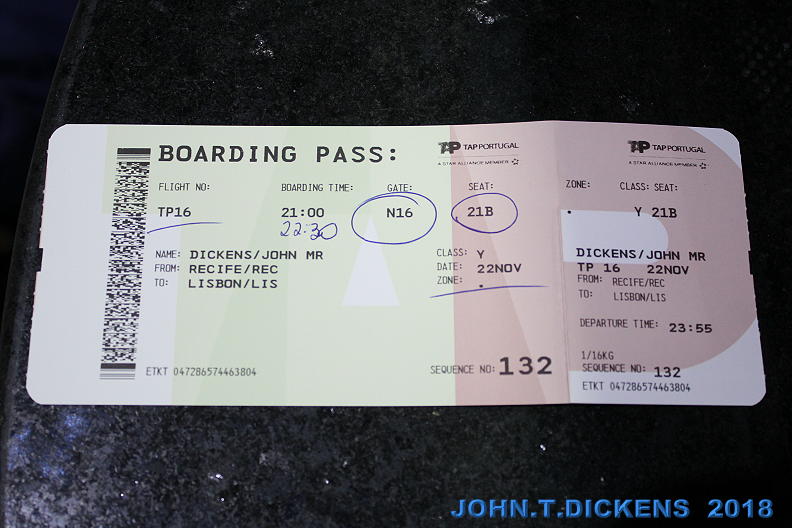 BOARDING PASS:
TAP PORTUGAL
A STAR ALLIANCE MEMBER
FLIGHT NO: BOARDING TIME: GATE: SEAT:
TP16 21:00 N16 21B
22:30
NAME: DICKENS/JOHN MR
FROM: RECIFE/REC
TO: LISBON/LIS
CLASS: Y
DATE: 22NOV
ZONE: .
ETKT 047286574463804
SEQUENCE NO: 132
TAP PORTUGAL
A STAR ALLIANCE MEMBER
ZONE: CLASS: SEAT:
. Y 21B
DICKENS/JOHN MR
TP 16 22NOV
FROM: RECIFE/REC
TO: LISBON/LIS
DEPARTURE TIME: 23:55
1/16KG
SEQUENCE NO: 132
ETKT 047286574463804
JOHN.T.DICKENS 2018